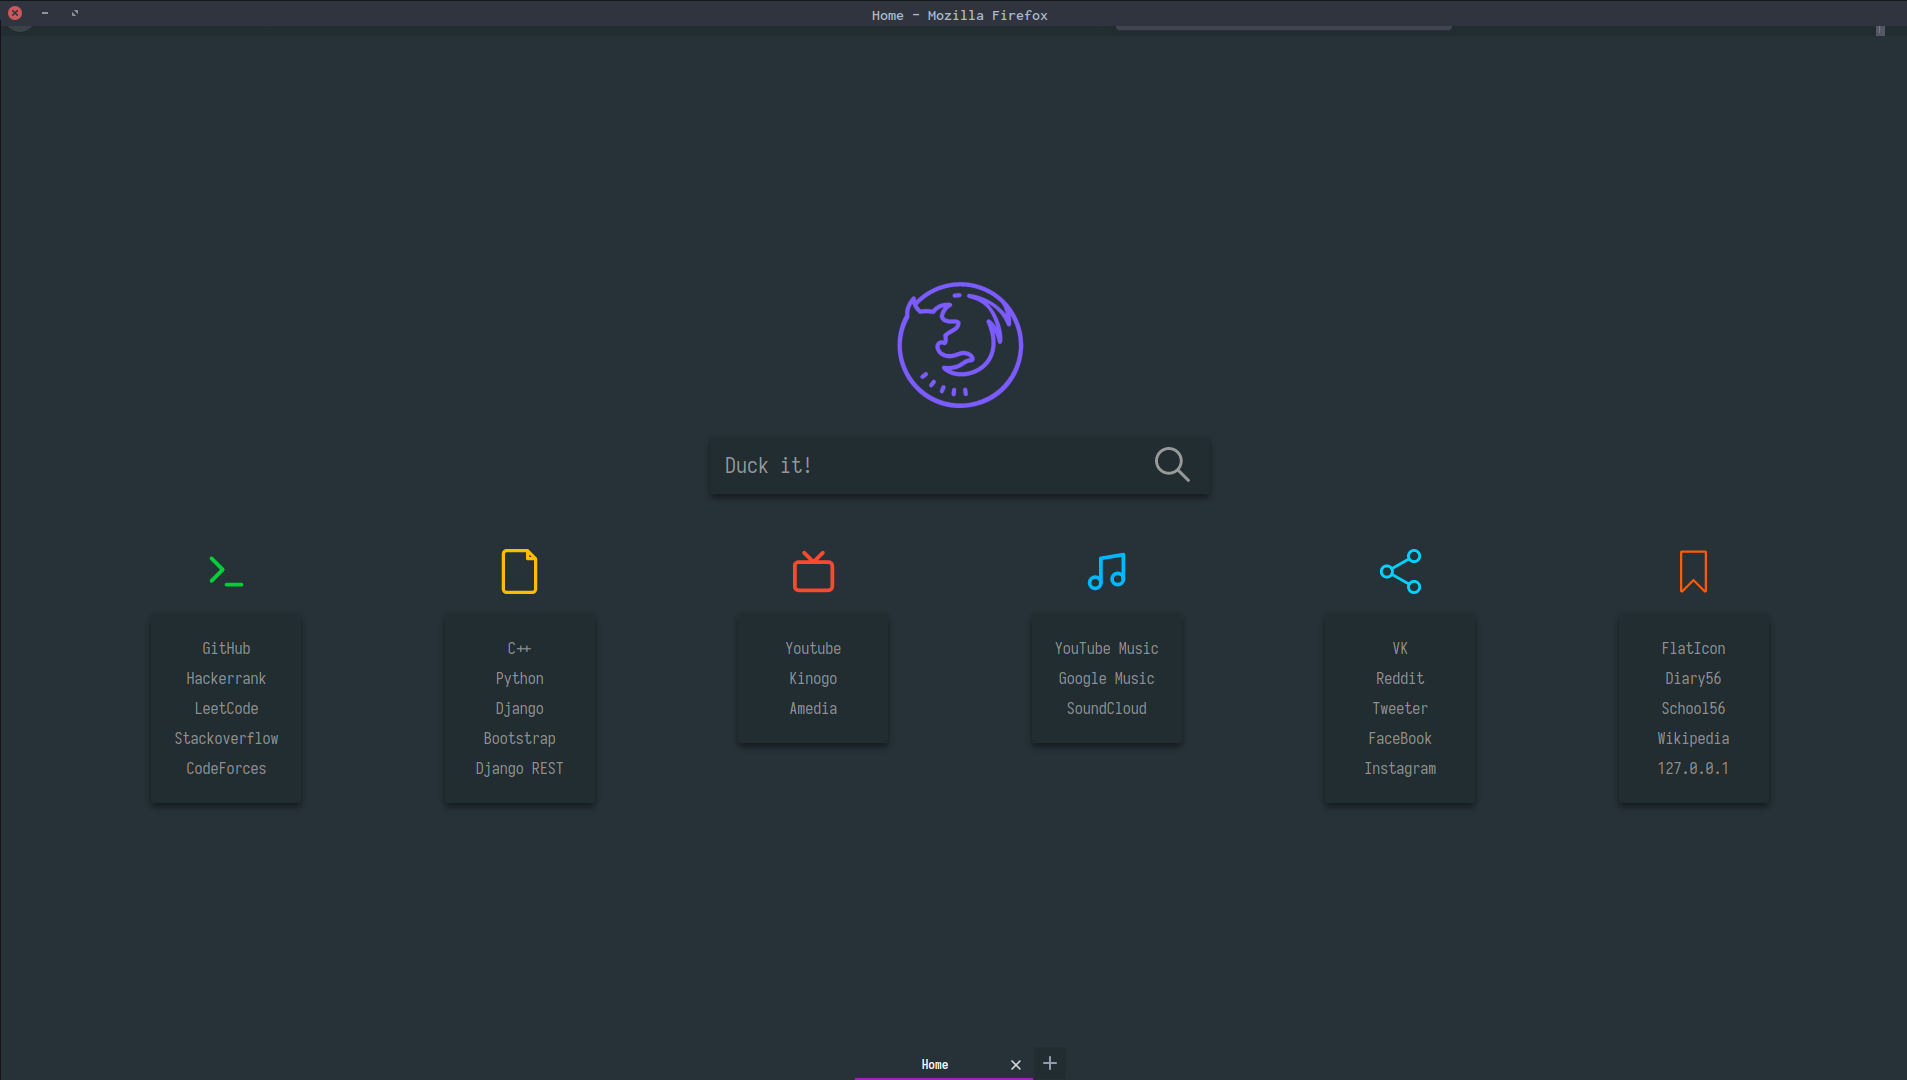 Home - Mozilla Firefox
Duck it!
GitHub
Hackerrank
LeetCode
Stackoverflow
CodeForces
C++
Python
Django
Bootstrap
Django REST
Youtube
Kinogo
Amedia
YouTube Music
Google Music
SoundCloud
VK
Reddit
Tweeter
FaceBook
Instagram
FlatIcon
Diary56
School56
Wikipedia
127.0.0.1
Home